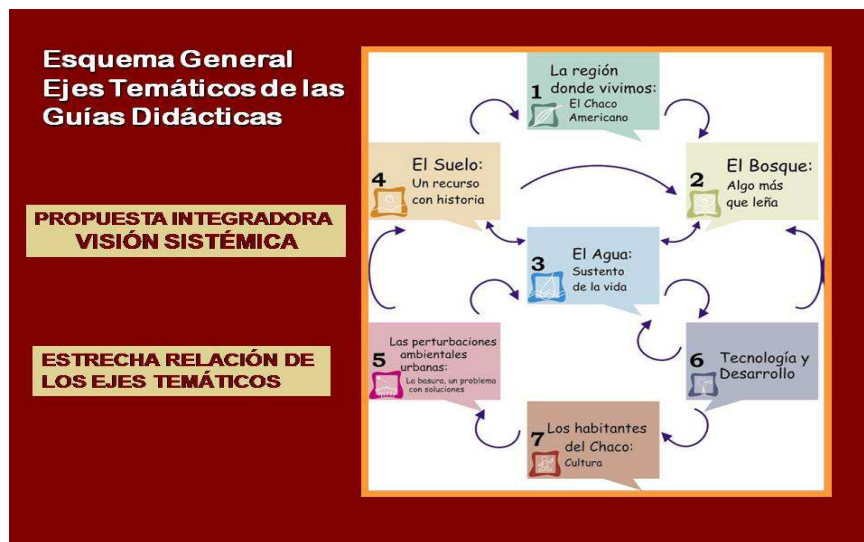 Esquema General
Ejes Temáticos de las
Guías Didácticas
PROPUESTA INTEGRADORA
VISIÓN SISTÉMICA
ESTRECHA RELACIÓN DE
LOS EJES TEMÁTICOS
1
La región
donde vivimos:
El Chaco
Americano
4
El Suelo:
Un recurso
con historia
2
El Bosque:
Algo más
que leña
3
El Agua:
Sustento
de la vida
5
Las perturbaciones
ambientales
urbanas:
La basura, un problema
con soluciones
6
Tecnología y
Desarrollo
7
Los habitantes
del Chaco:
Cultura